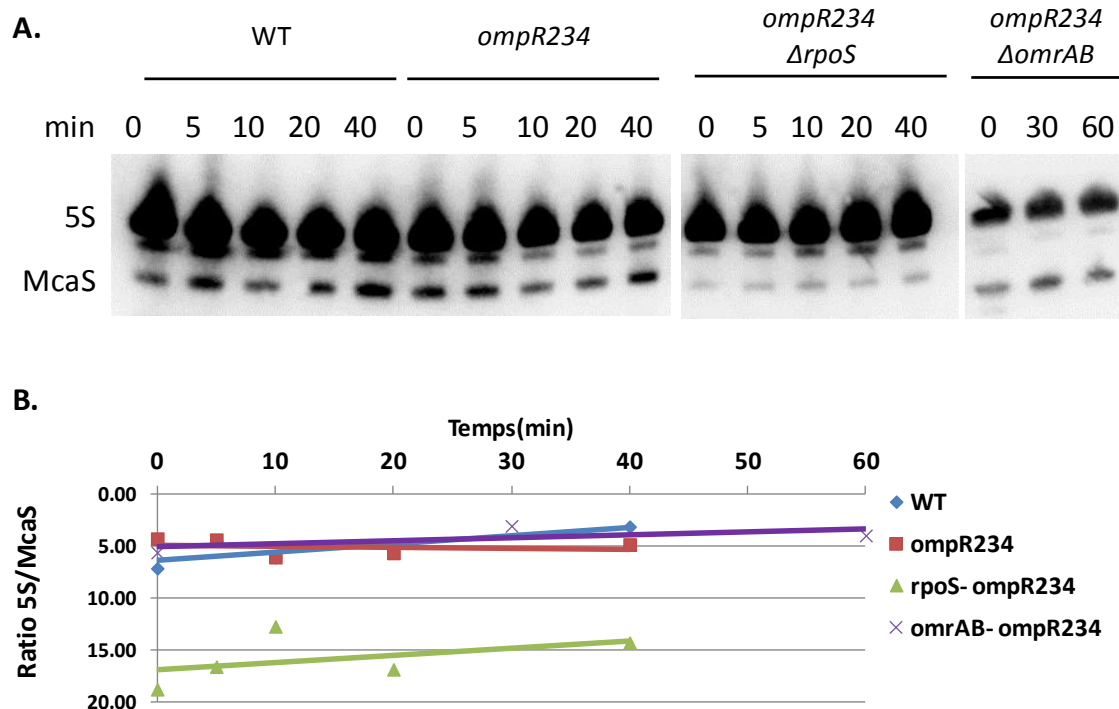 A.
WT
ompR234
ompR234
ΔrpoS
ompR234
ΔomrAB
min 0 5 10 20 40 0 5 10 20 40 0 5 10 20 40 0 30 60
5S
McaS
B.
Temps(min)
0 10 20 30 40 50 60
Ratio 5S/McaS
0.00
5.00
10.00
15.00
20.00
WT
ompR234
rpoS- ompR234
omrAB- ompR234